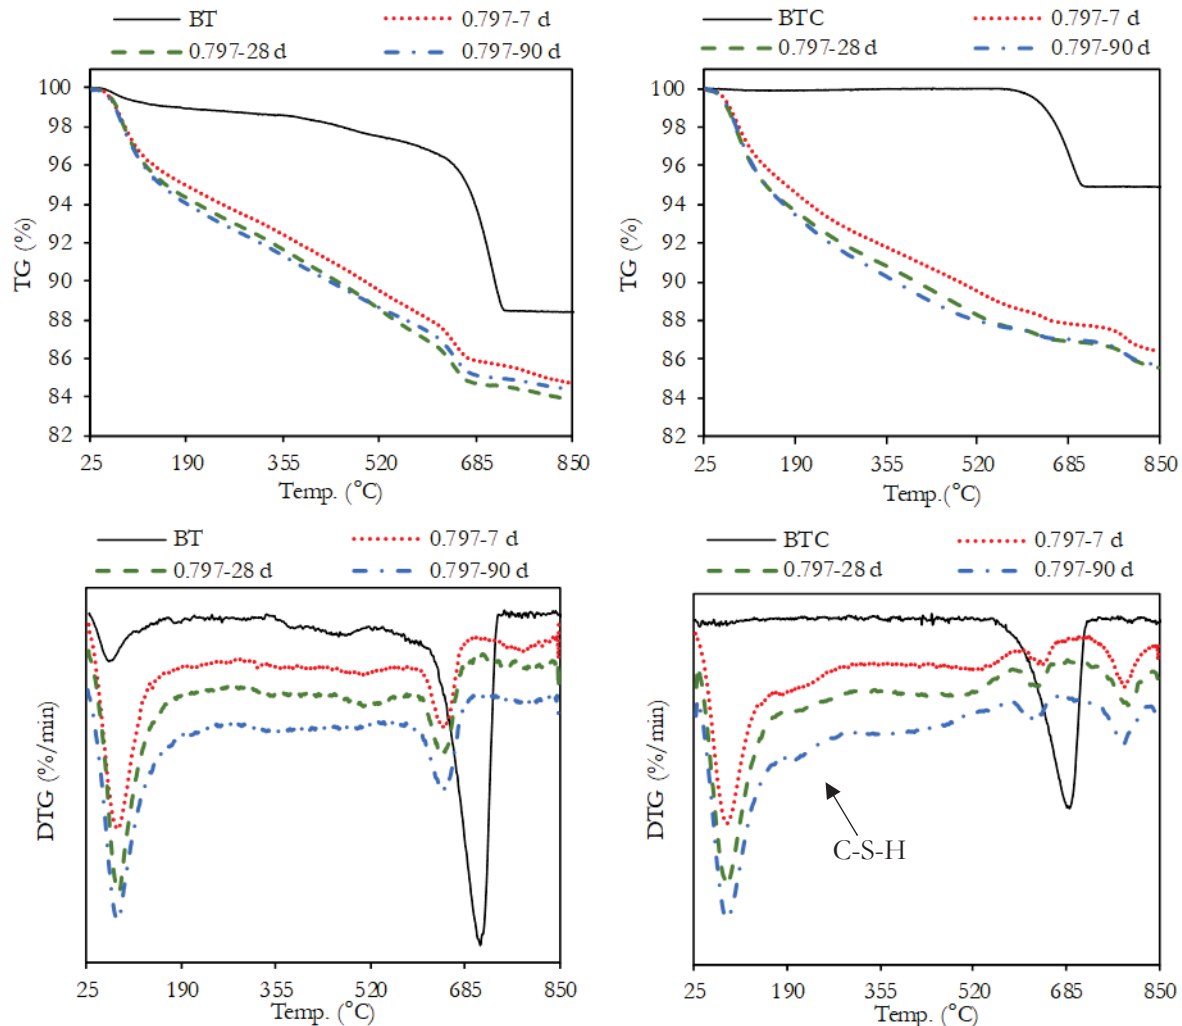 BT
0.797-7 d
0.797-28 d
0.797-90 d
100
98
96
94
92
90
88
86
84
82
TG (%)
25 190 355 520 685 850
Temp. (°C)
BTC
0.797-7 d
0.797-28 d
0.797-90 d
100
98
96
94
92
90
88
86
84
82
TG (%)
25 190 355 520 685 850
Temp.(°C)
BT
0.797-7 d
0.797-28 d
0.797-90 d
DTG (%/min)
25 190 355 520 685 850
Temp. (°C)
BTC
0.797-7 d
0.797-28 d
0.797-90 d
DTG (%/min)
C-S-H
25 190 355 520 685 850
Temp. (°C)